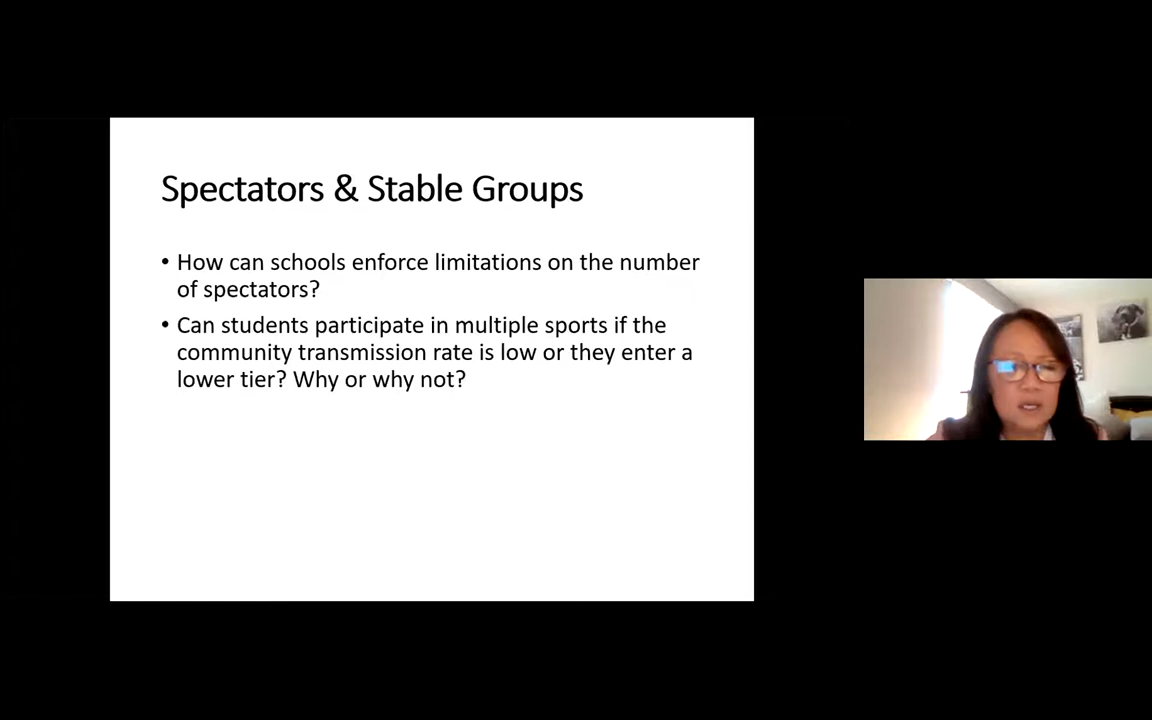 Spectators & Stable Groups
• How can schools enforce limitations on the number
of spectators?
• Can students participate in multiple sports if the
community transmission rate is low or they enter a
lower tier? Why or why not?